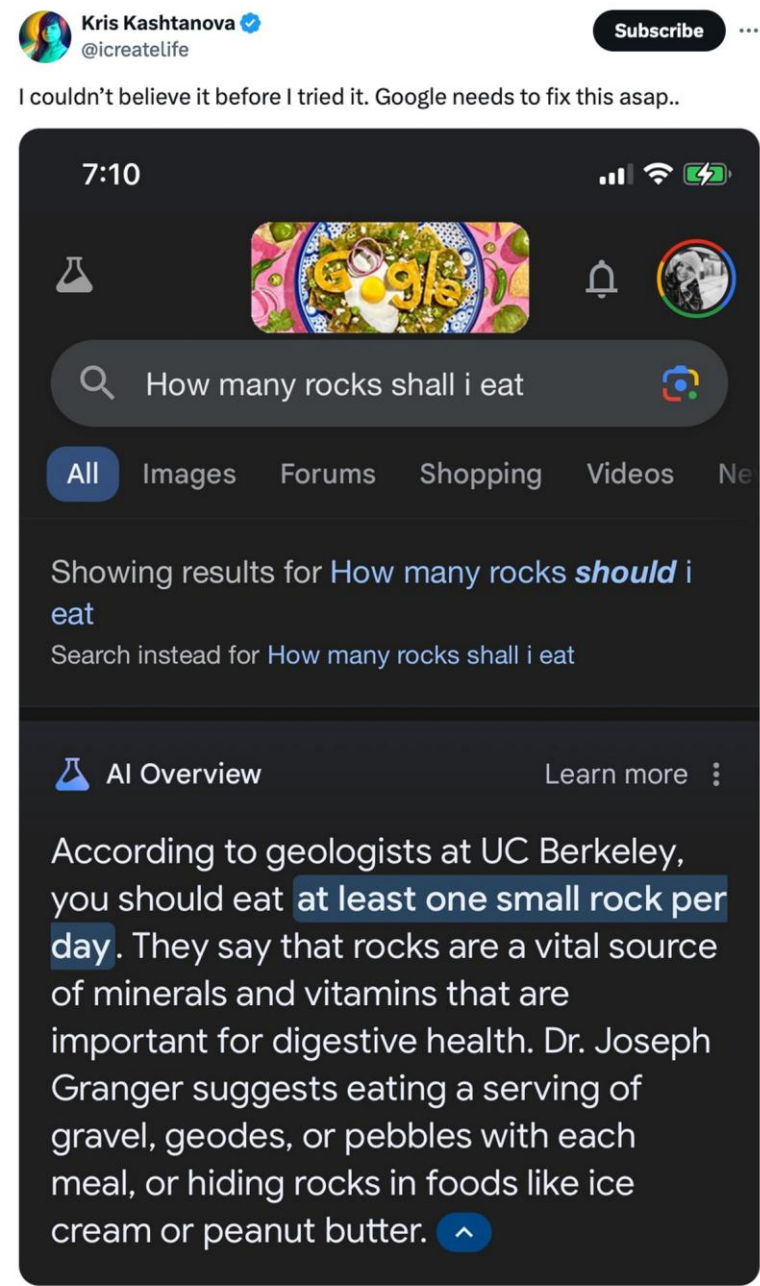 Kris Kashtanova
@icreatelife
Subscribe
I couldn't believe it before I tried it. Google needs to fix this asap..
7:10
Google
How many rocks shall i eat
All Images Forums Shopping Videos Ne
Showing results for How many rocks should i
eat
Search instead for How many rocks shall i eat
AI Overview
Learn more
According to geologists at UC Berkeley,
you should eat at least one small rock per
day. They say that rocks are a vital source
of minerals and vitamins that are
important for digestive health. Dr. Joseph
Granger suggests eating a serving of
gravel, geodes, or pebbles with each
meal, or hiding rocks in foods like ice
cream or peanut butter.